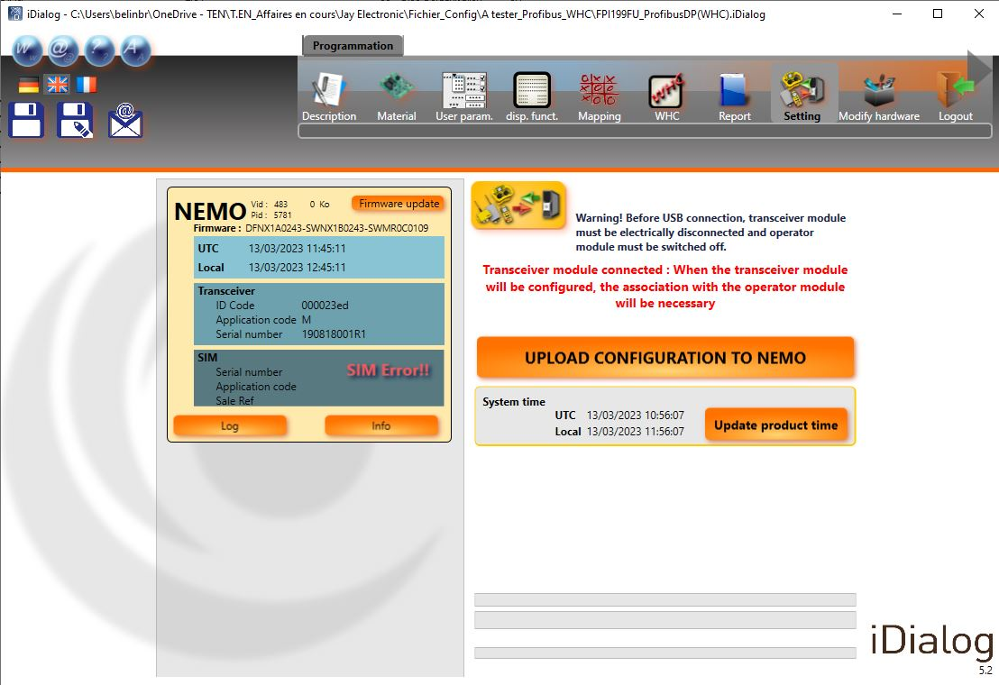 iDialog - C:\Users\belinbr\OneDrive - TEN\T.EN_Affaires en cours\Jay Electronic\Fichier_Config\A tester_Profibus_WHC\FPI199FU_ProfibusDP(WHC).iDialog
W W @ @ ? ? A A
Programmation
Description Material User param. disp. funct. Mapping WHC Report Setting Modify hardware Logout
NEMO Vid : 483 0 Ko Firmware update
Pid : 5781
Firmware : DFNX1A0243-SWNX1B0243-SWMR0C0109
UTC 13/03/2023 11:45:11
Local 13/03/2023 12:45:11
Transceiver
ID Code 000023ed
Application code M
Serial number 190818001R1
SIM
Serial number SIM Error!!
Application code
Sale Ref
Log Info
Warning! Before USB connection, transceiver module
must be electrically disconnected and operator
module must be switched off.
Transceiver module connected : When the transceiver module
will be configured, the association with the operator module
will be necessary
UPLOAD CONFIGURATION TO NEMO
System time
UTC 13/03/2023 10:56:07
Local 13/03/2023 11:56:07
Update product time
iDialog
5.2